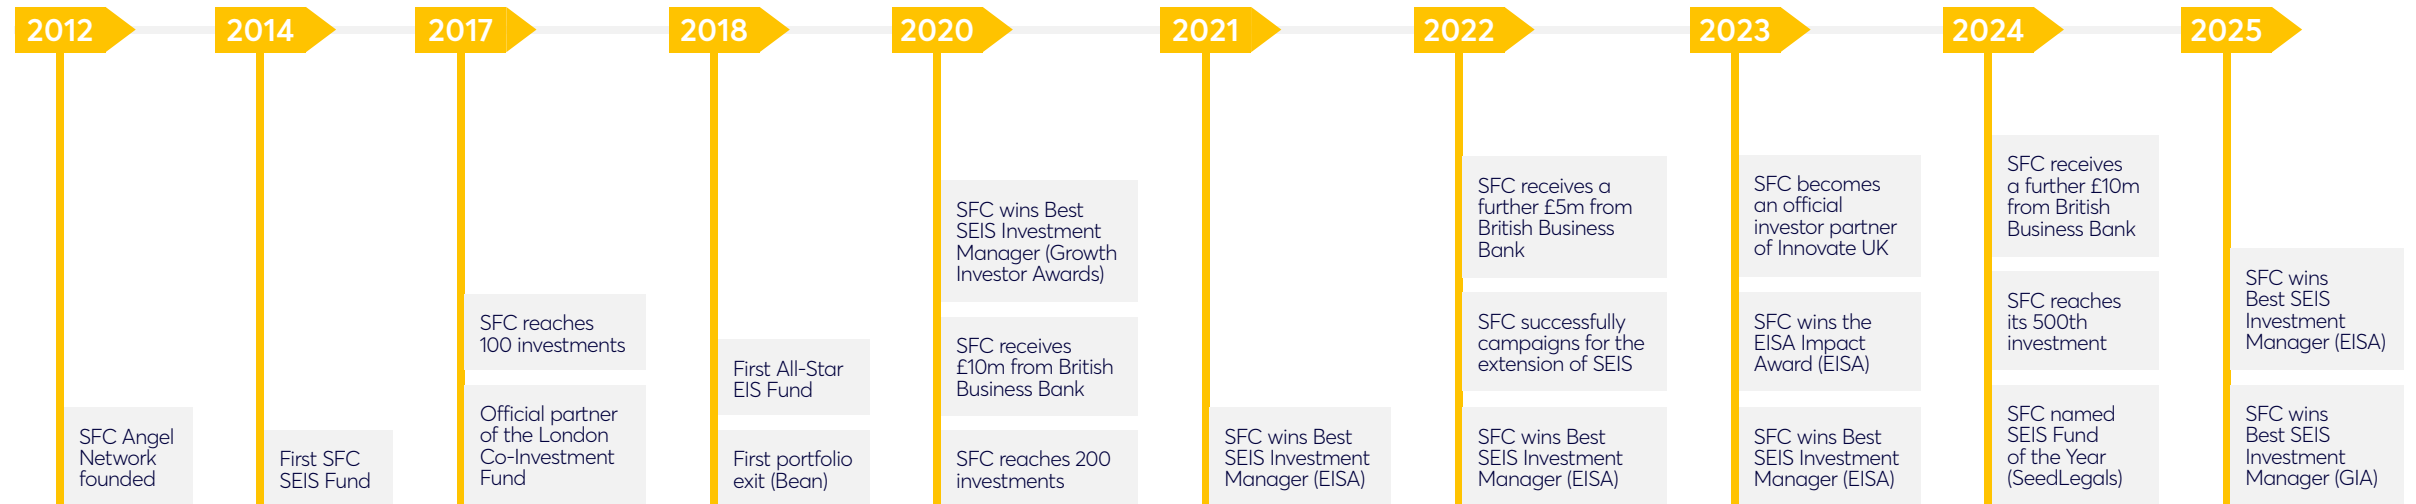 2012
SFC Angel
Network
founded
2014
First SFC
SEIS Fund
2017
SFC reaches
100 investments
Official partner
of the London
Co-Investment
Fund
2018
First All-Star
EIS Fund
First portfolio
exit (Bean)
2020
SFC wins Best
SEIS Investment
Manager (Growth
Investor Awards)
SFC receives
£10m from British
Business Bank
SFC reaches 200
investments
2021
SFC wins Best
SEIS Investment
Manager (EISA)
2022
SFC receives a
further £5m from
British Business
Bank
SFC successfully
campaigns for the
extension of SEIS
SFC wins Best
SEIS Investment
Manager (EISA)
2023
SFC becomes
an official
investor partner
of Innovate UK
SFC wins the
EISA Impact
Award (EISA)
SFC wins Best
SEIS Investment
Manager (EISA)
2024
SFC receives
a further £10m
from British
Business Bank
SFC reaches
its 500th
investment
SFC named
SEIS Fund
of the Year
(SeedLegals)
2025
SFC wins
Best SEIS
Investment
Manager (EISA)
SFC wins
Best SEIS
Investment
Manager (GIA)